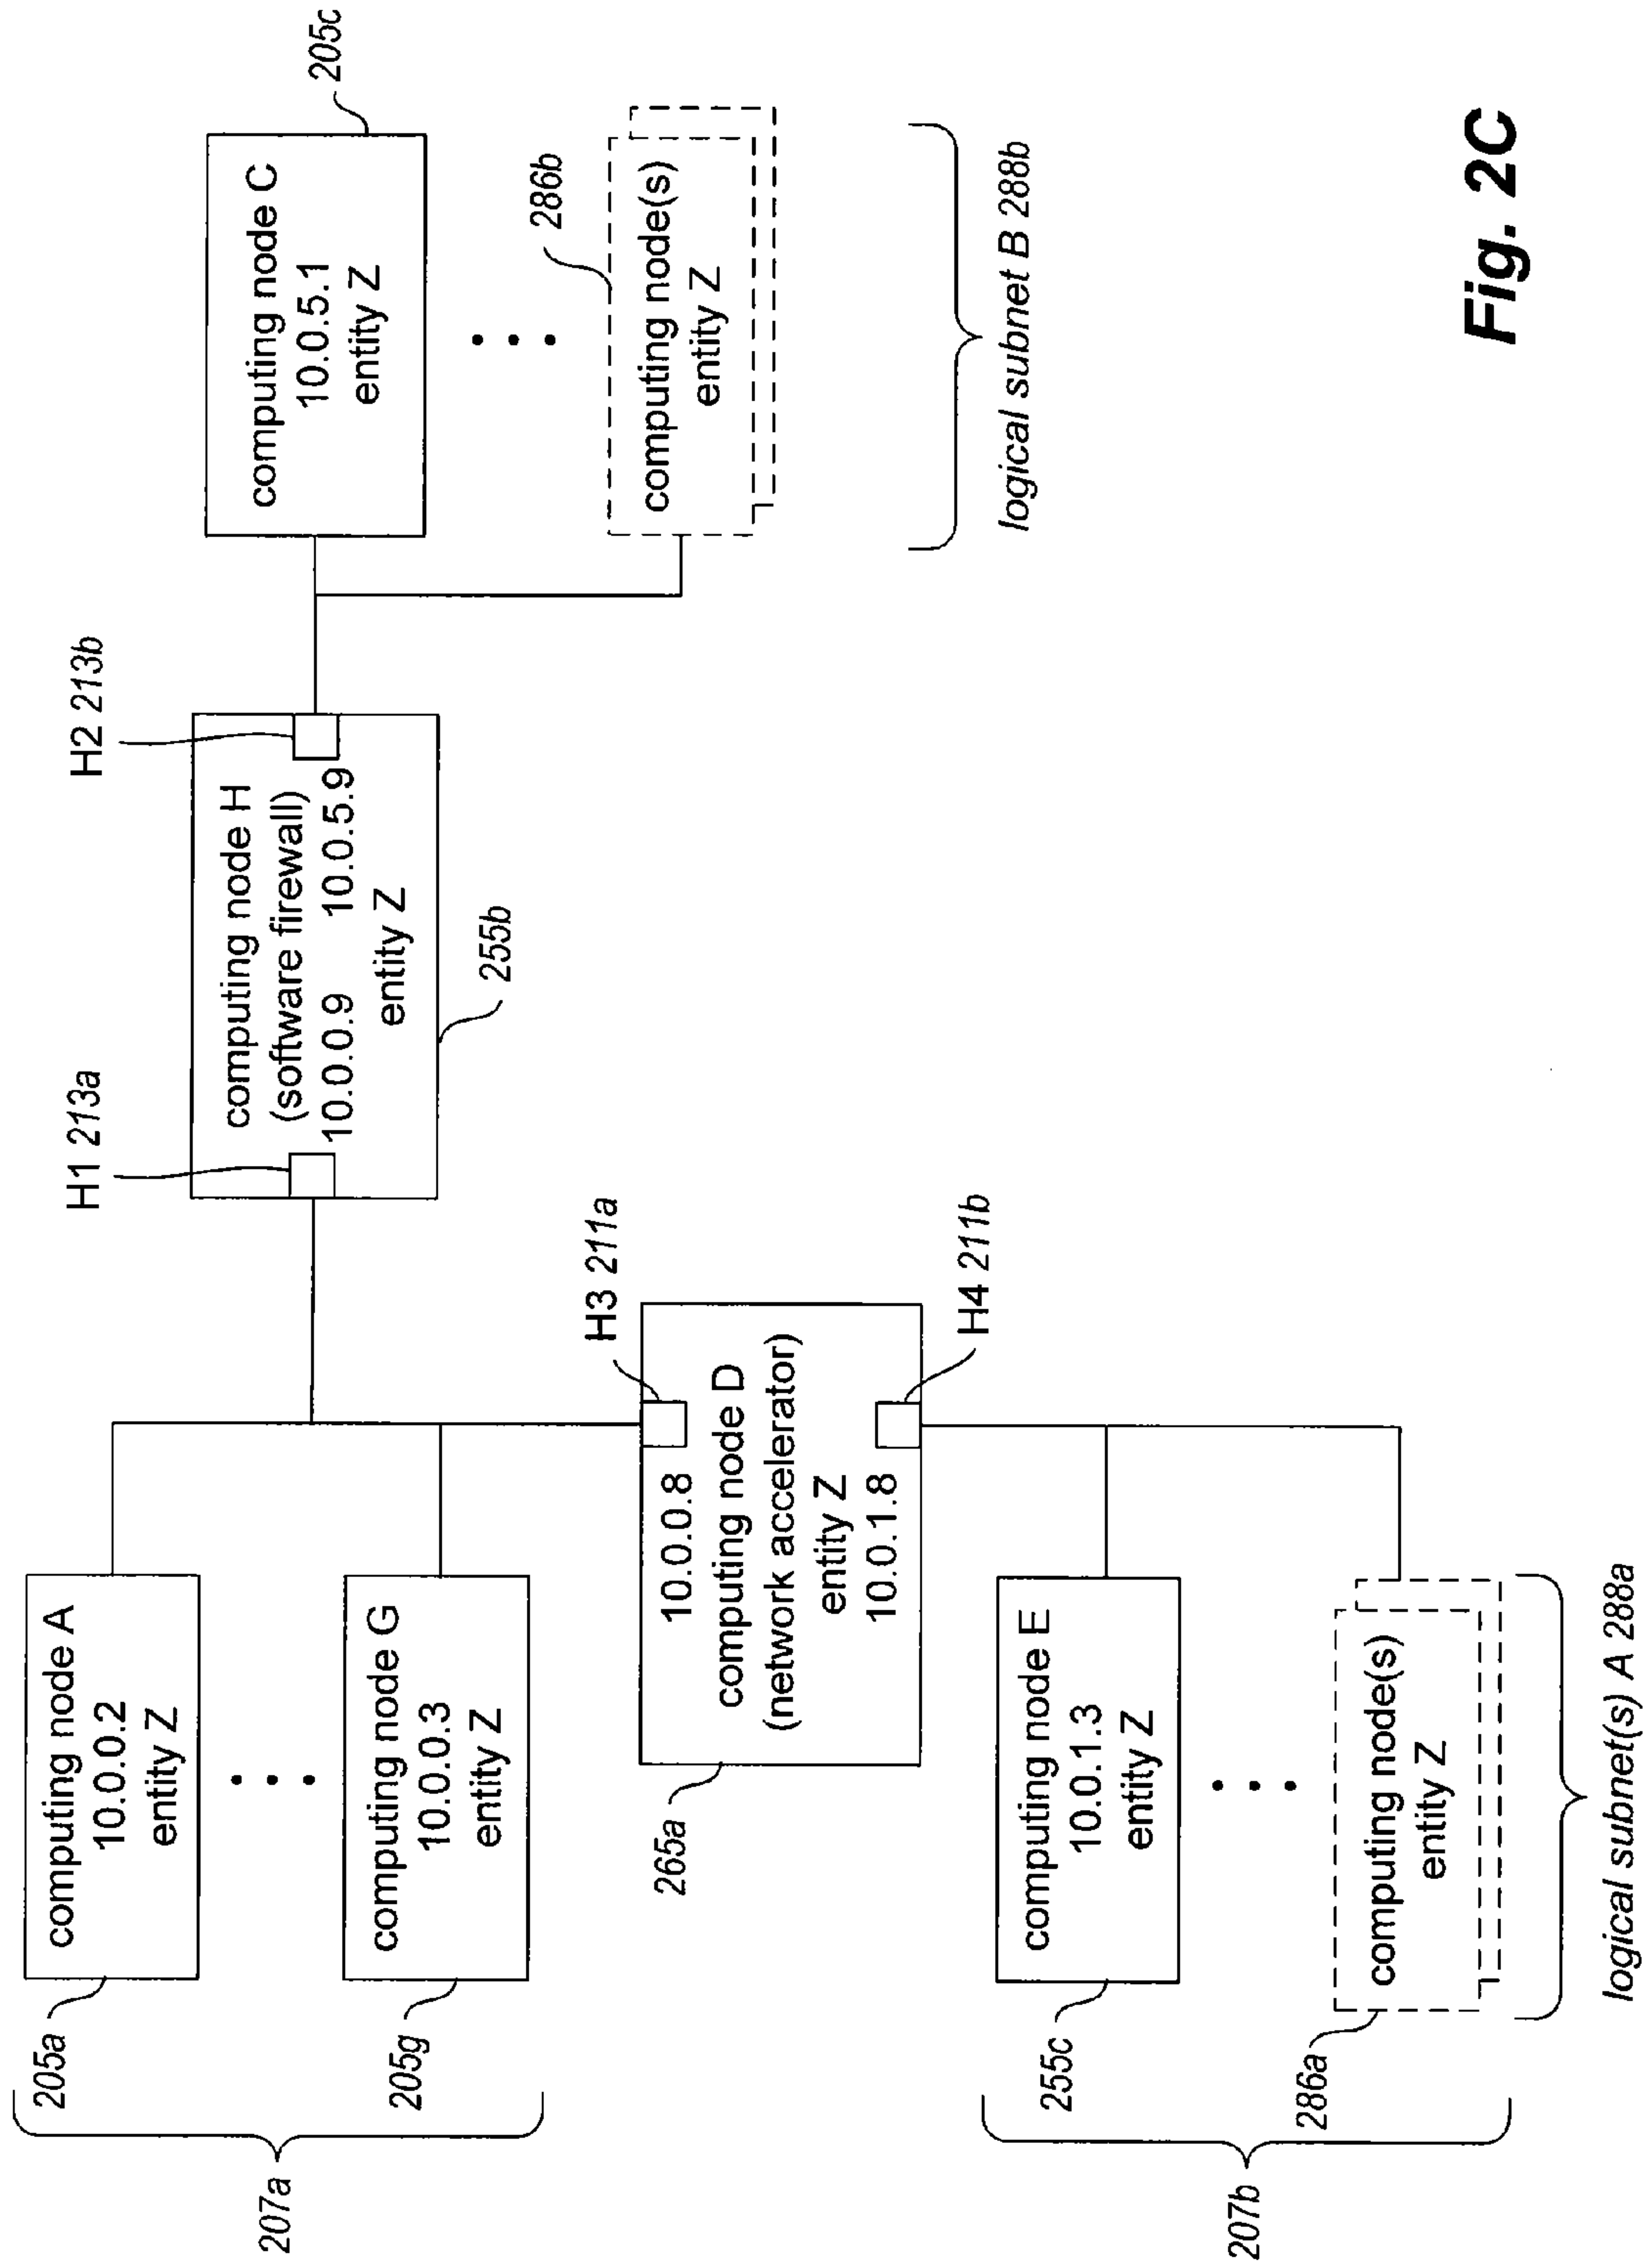 205a
computing node A
10.0.0.2
entity Z
207a
205g
computing node G
10.0.0.3
entity Z
H1 213a
H2 213b
computing node H
(software firewall)
10.0.0.9 10.0.5.9
entity Z
255b
computing node C
10.0.5.1
entity Z
205c
286b
computing node(s)
entity Z
logical subnet B 288b
H3 211a
10.0.0.8
computing node D
(network accelerator)
entity Z
10.0.1.8
265a
H4 211b
255c
computing node E
10.0.1.3
entity Z
207b
286a
computing node(s)
entity Z
logical subnet(s) A 288a
Fig. 2C